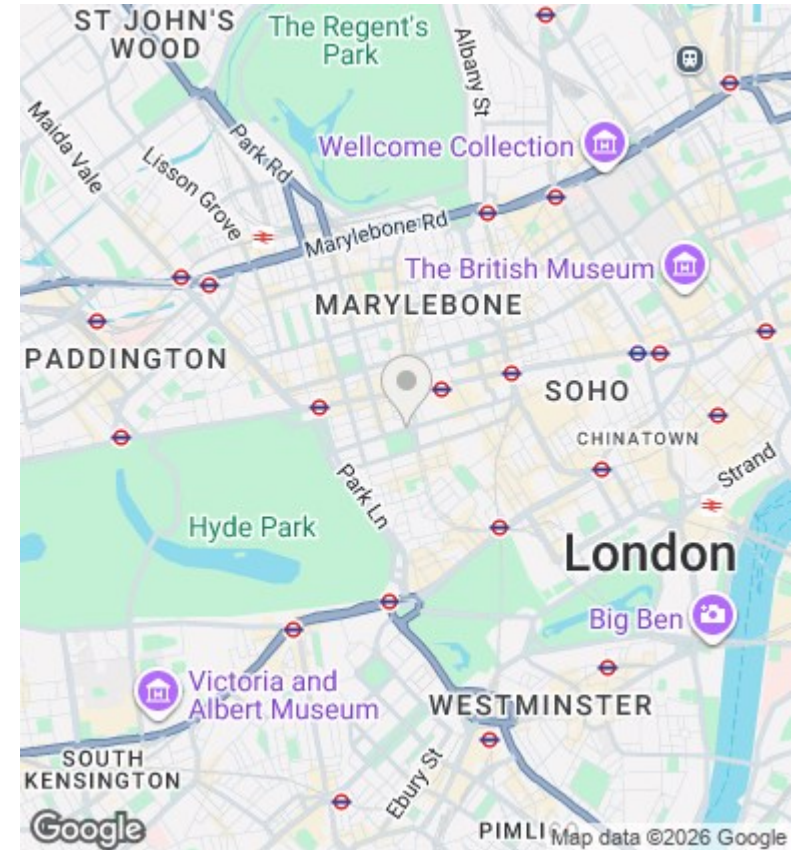 ST JOHN'S
WOOD
The Regent's
Park
Albany St
Maida Vale
Lisson Grove
Park Rd
Wellcome Collection
Marylebone Rd
The British Museum
MARYLEBONE
PADDINGTON
SOHO
CHINATOWN
Strand
Park Ln
Hyde Park
London
Big Ben
Victoria and
Albert Museum
WESTMINSTER
SOUTH
KENSINGTON
Ebury St
Google
Map data ©2026 Google